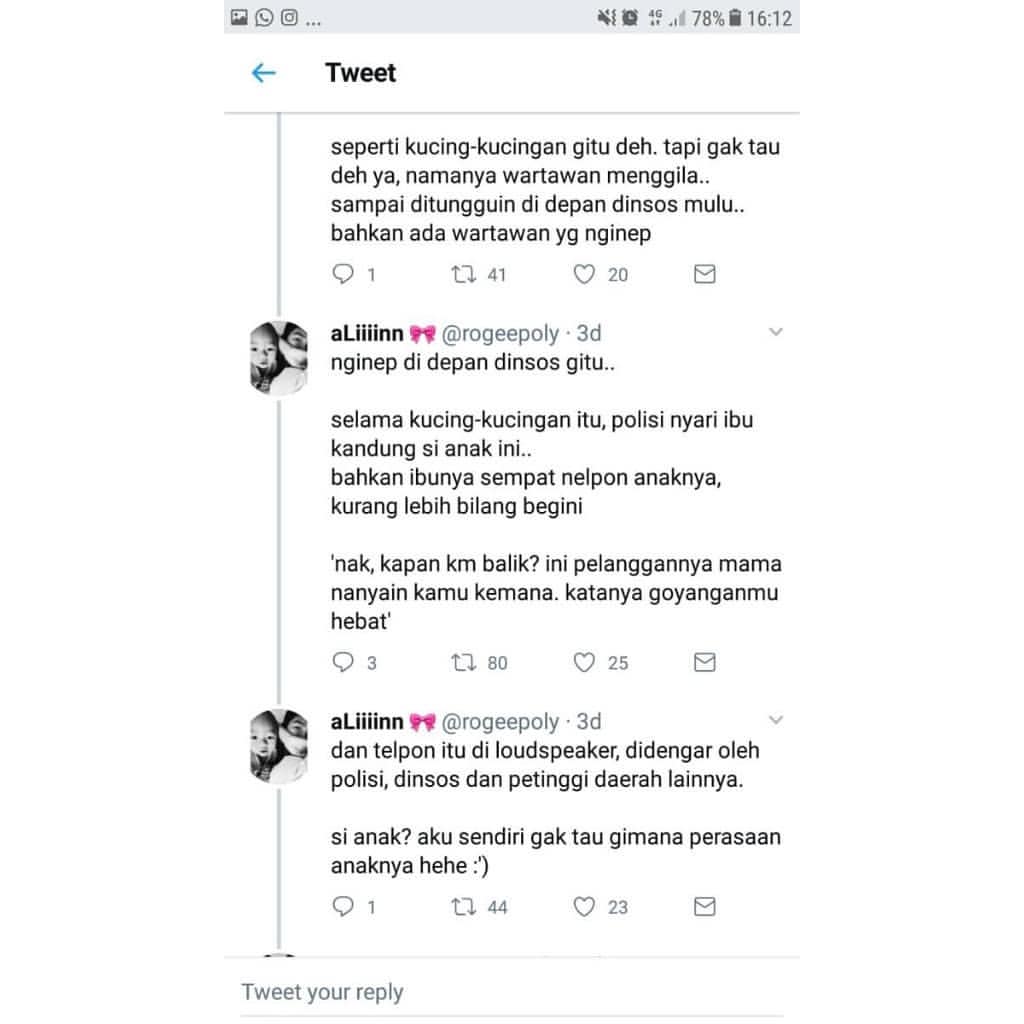 ... 4G 78% 16:12
Tweet
seperti kucing-kucingan gitu deh. tapi gak tau
deh ya, namanya wartawan menggila..
sampai ditungguin di depan dinsos mulu..
bahkan ada wartawan yg nginep
1 41 20
aLiiiinn 🎀 @rogeepoly · 3d
nginep di depan dinsos gitu..
selama kucing-kucingan itu, polisi nyari ibu
kandung si anak ini..
bahkan ibunya sempat nelpon anaknya,
kurang lebih bilang begini
'nak, kapan km balik? ini pelanggannya mama
nanyain kamu kemana. katanya goyanganmu
hebat'
3 80 25
aLiiiinn 🎀 @rogeepoly · 3d
dan telpon itu di loudspeaker, didengar oleh
polisi, dinsos dan petinggi daerah lainnya.
si anak? aku sendiri gak tau gimana perasaan
anaknya hehe :')
1 44 23
Tweet your reply